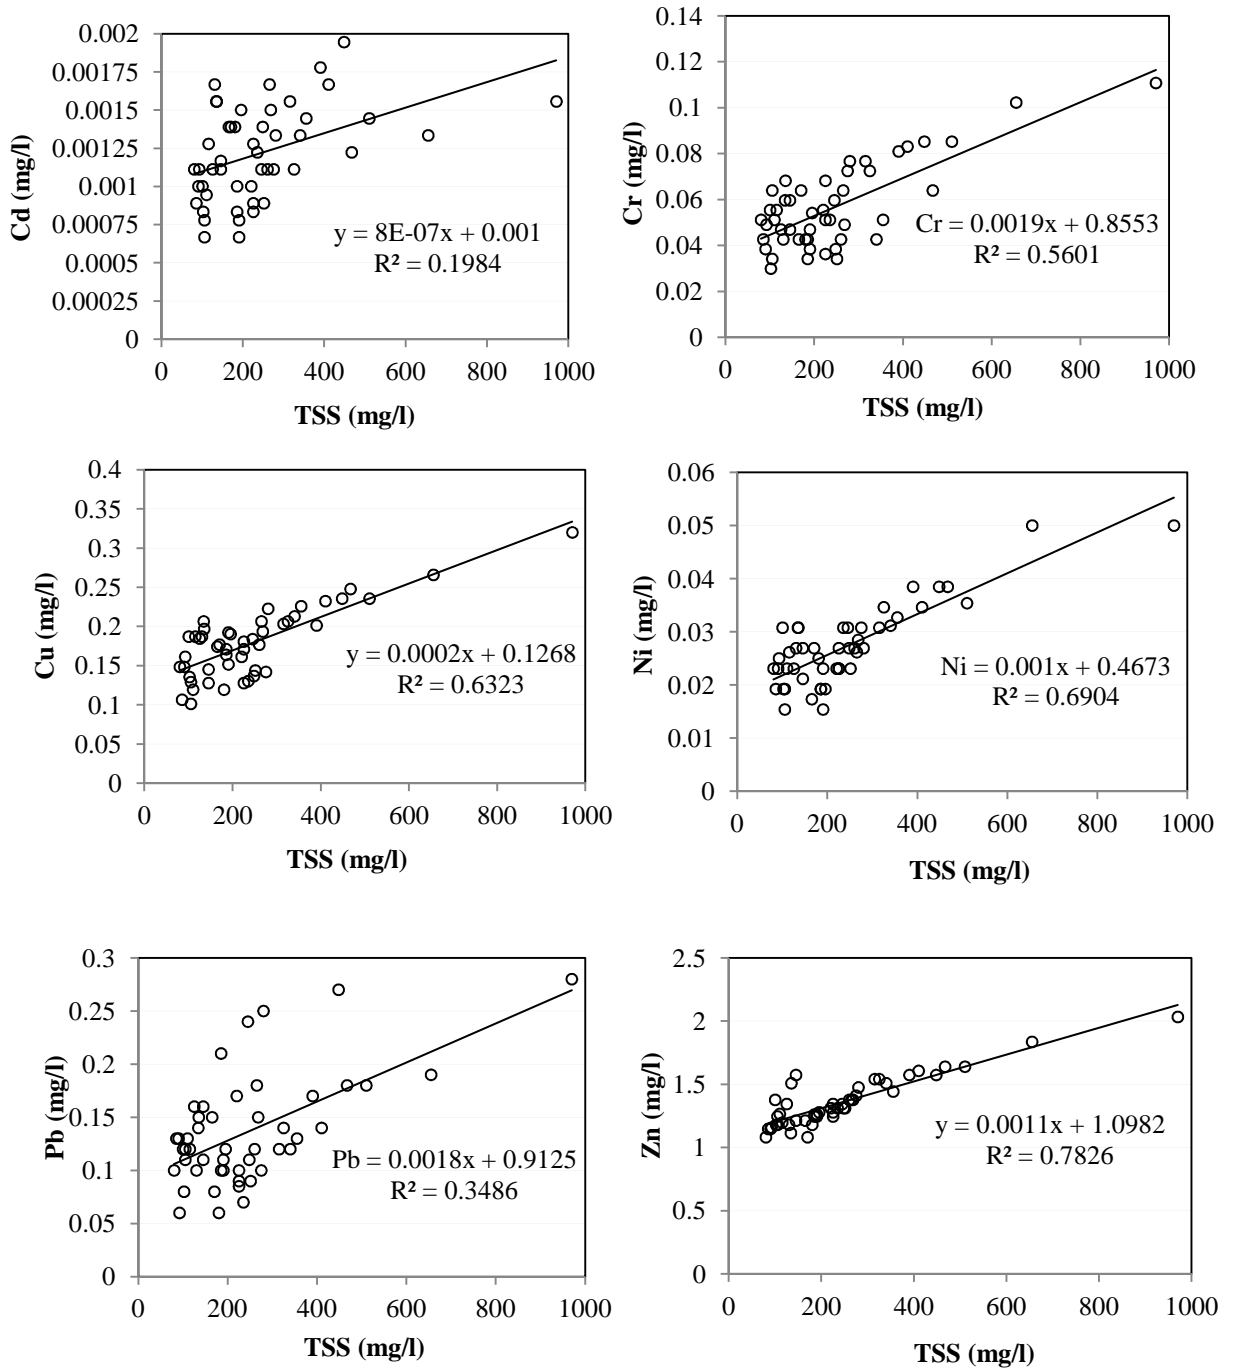 0.002
0.00175
0.0015
0.00125
0.001
0.00075
0.0005
0.00025
0
Cd (mg/l)
y = 8E-07x + 0.001
R² = 0.1984
0 200 400 600 800 1000
TSS (mg/l)
0.14
0.12
0.1
0.08
0.06
0.04
0.02
0
Cr (mg/l)
Cr = 0.0019x + 0.8553
R² = 0.5601
0 200 400 600 800 1000
TSS (mg/l)
0.4
0.35
0.3
0.25
0.2
0.15
0.1
0.05
0
Cu (mg/l)
y = 0.0002x + 0.1268
R² = 0.6323
0 200 400 600 800 1000
TSS (mg/l)
0.06
0.05
0.04
0.03
0.02
0.01
0
Ni (mg/l)
Ni = 0.001x + 0.4673
R² = 0.6904
0 200 400 600 800 1000
TSS (mg/l)
0.3
0.25
0.2
0.15
0.1
0.05
0
Pb (mg/l)
Pb = 0.0018x + 0.9125
R² = 0.3486
0 200 400 600 800 1000
TSS (mg/l)
2.5
2
1.5
1
0.5
0
Zn (mg/l)
y = 0.0011x + 1.0982
R² = 0.7826
0 200 400 600 800 1000
TSS (mg/l)